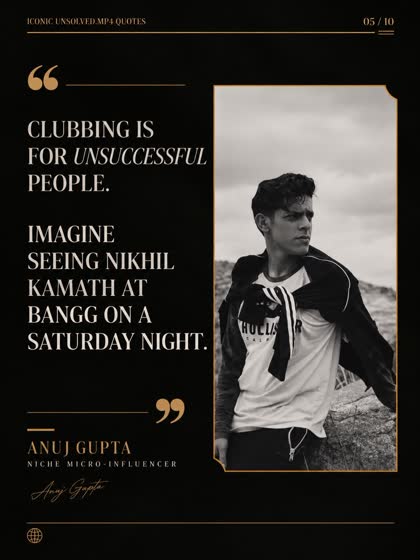 ICONIC UNSOLVED.MP4 QUOTES
05 / 10
“
CLUBBING IS
FOR UNSUCCESSFUL
PEOPLE.
IMAGINE
SEEING NIKHIL
KAMATH AT
BANGG ON A
SATURDAY NIGHT.
”
ANUJ GUPTA
NICHE MICRO-INFLUENCER
Anuj Gupta